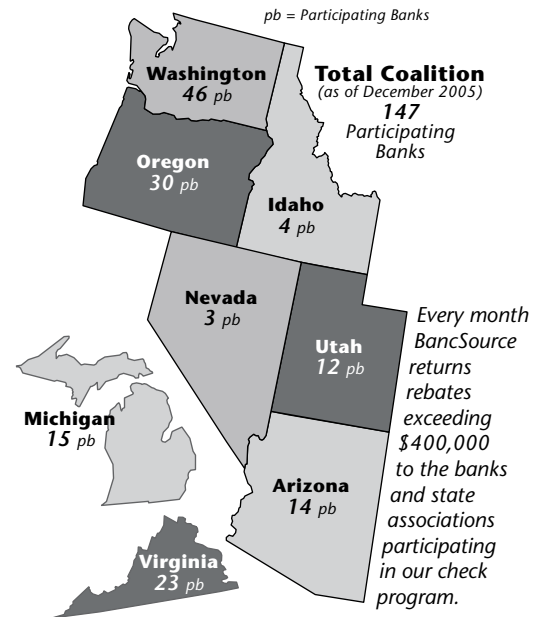 pb = Participating Banks
Washington
46 pb
Total Coalition
(as of December 2005)
147
Participating
Banks
Oregon
30 pb
Idaho
4 pb
Nevada
3 pb
Utah
12 pb
Every month
BancSource
returns
rebates
exceeding
$400,000
to the banks
and state
associations
participating
in our check
program.
Michigan
15 pb
Arizona
14 pb
Virginia
23 pb